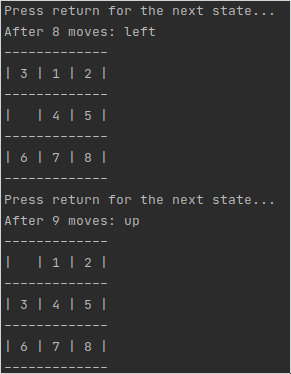 Press return for the next state...
After 8 moves: left
-------------
| 3 | 1 | 2 |
-------------
|   | 4 | 5 |
-------------
| 6 | 7 | 8 |
-------------
Press return for the next state...
After 9 moves: up
-------------
|   | 1 | 2 |
-------------
| 3 | 4 | 5 |
-------------
| 6 | 7 | 8 |
-------------